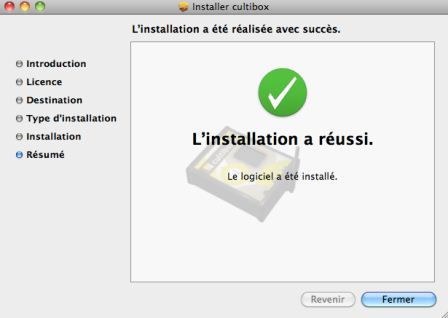 Installer cultibox
L'installation a été réalisée avec succès.
Introduction
Licence
Destination
Type d'installation
Installation
Résumé
L'installation a réussi.
Le logiciel a été installé.
Revenir
Fermer